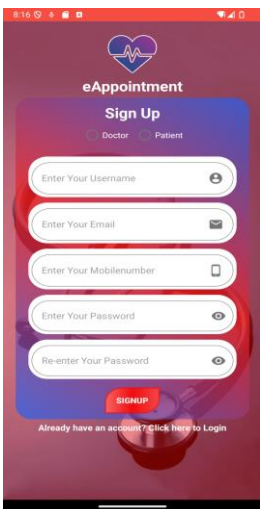 8:16
eAppointment
Sign Up
Doctor Patient
Enter Your Username
Enter Your Email
Enter Your Mobilenumber
Enter Your Password
Re-enter Your Password
SIGNUP
Already have an account? Click here to Login